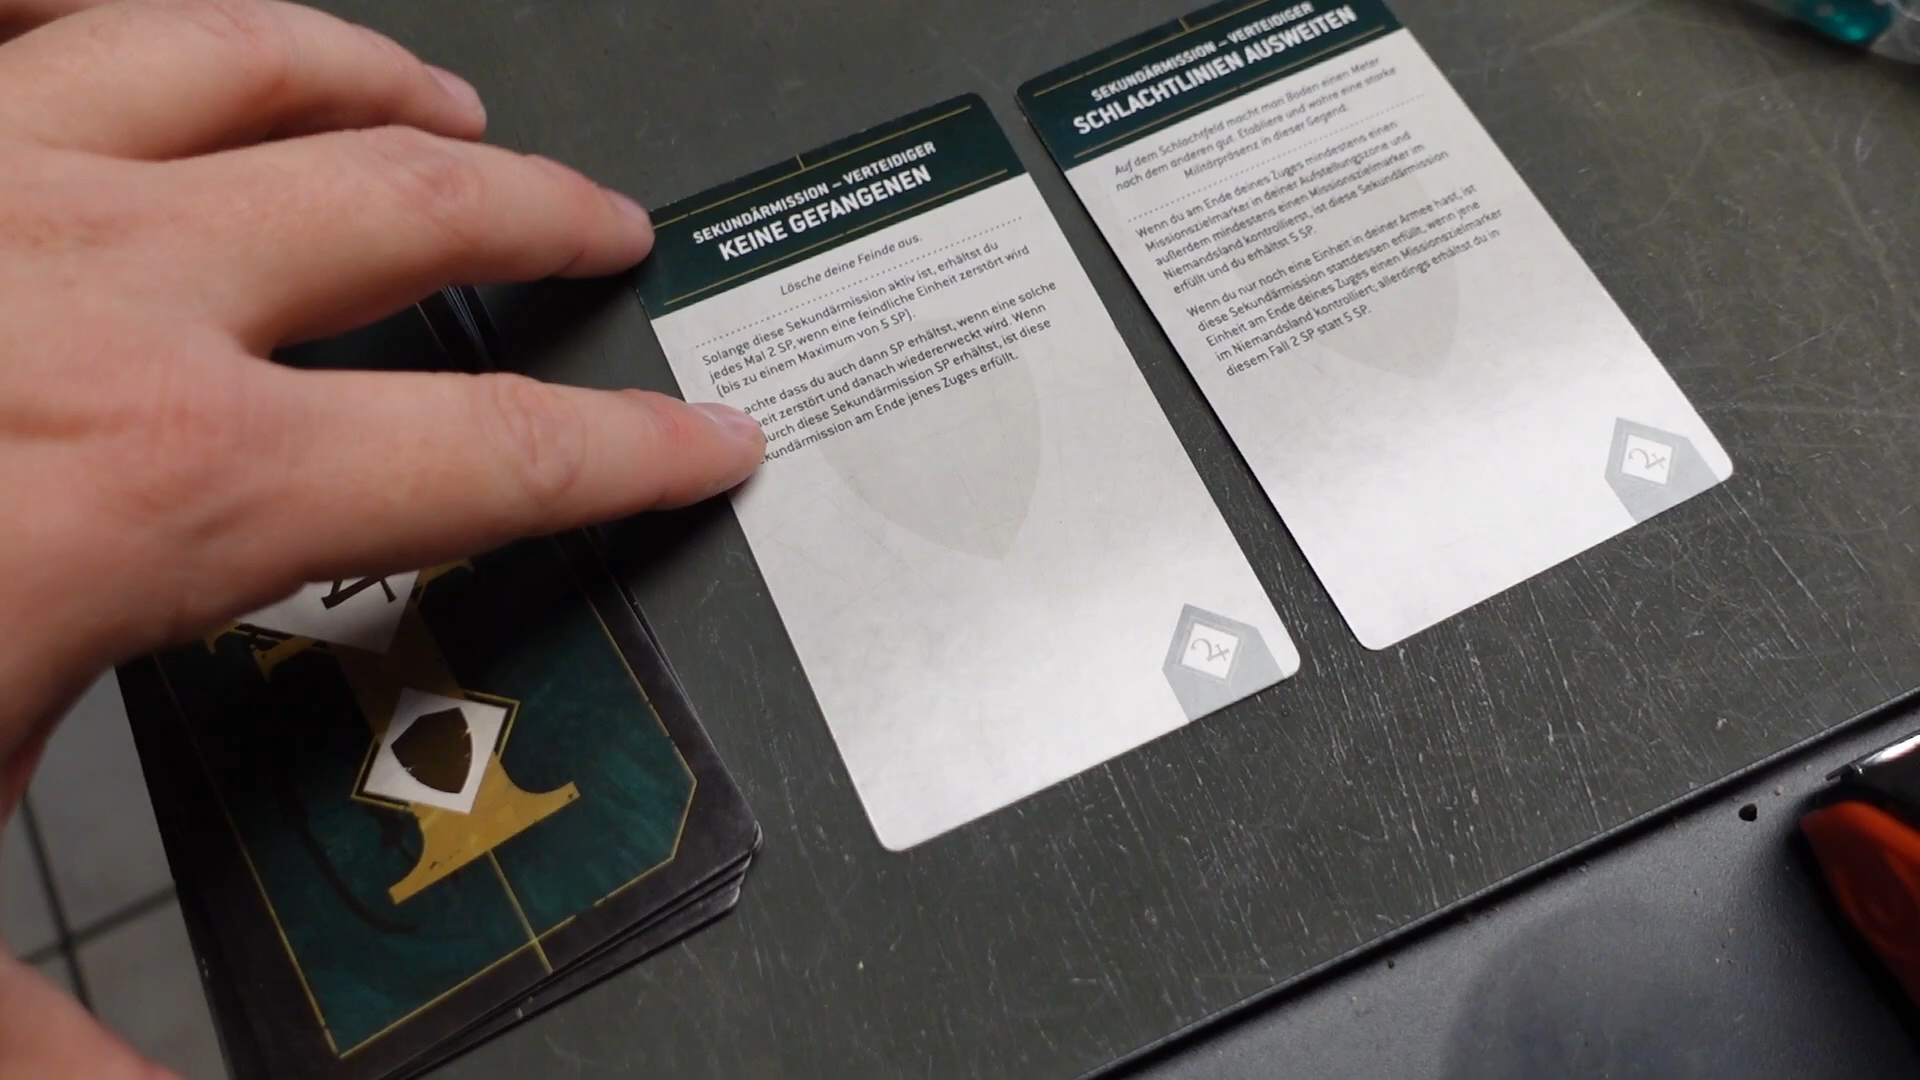 SEKUNDÄRMISSION – VERTEIDIGER
KEINE GEFANGENEN
Lösche deine Feinde aus.
Solange diese Sekundärmission aktiv ist, erhältst du
jedes Mal 2 SP, wenn eine feindliche Einheit zerstört wird
(bis zu einem Maximum von 5 SP).
achte dass du auch dann SP erhältst, wenn eine solche
heit zerstört und danach wiedererweckt wird. Wenn
durch diese Sekundärmission SP erhältst, ist diese
ekundärmission am Ende jenes Zuges erfüllt.
SEKUNDÄRMISSION – VERTEIDIGER
SCHLACHTLINIEN AUSWEITEN
Auf dem Schlachtfeld macht man Boden einen Meter
nach dem anderen gut. Etabliere und wahre eine starke
Militärpräsenz in dieser Gegend.
Wenn du am Ende deines Zuges mindestens einen
Missionszielmarker in deiner Aufstellungszone und
außerdem mindestens einen Missionszielmarker im
Niemandsland kontrollierst, ist diese Sekundärmission
erfüllt und du erhältst 5 SP.
Wenn du nur noch eine Einheit in deiner Armee hast, ist
diese Sekundärmission stattdessen erfüllt, wenn jene
Einheit am Ende deines Zuges einen Missionszielmarker
im Niemandsland kontrolliert; allerdings erhältst du in
diesem Fall 2 SP statt 5 SP.